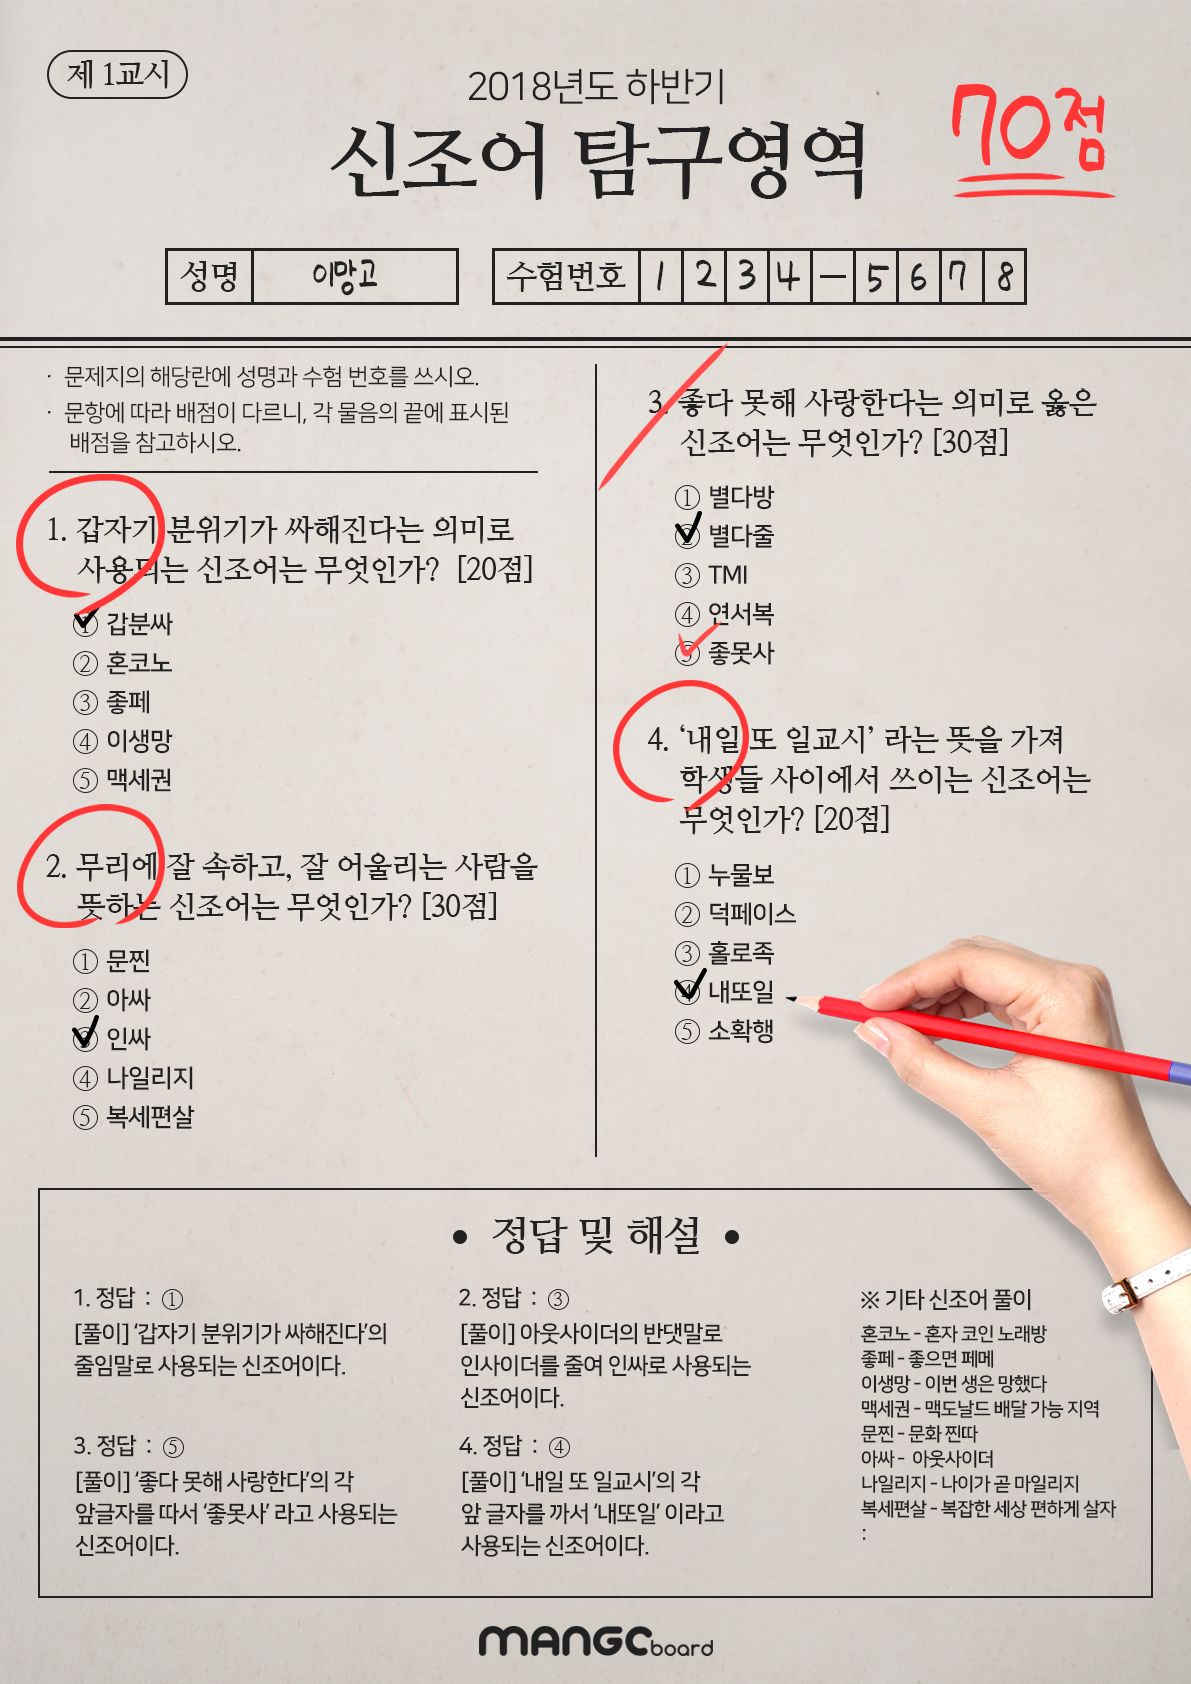 제 1교시
2018년도 하반기
신조어 탐구영역
70점
성명 이망고 수험번호 1 2 3 4 - 5 6 7 8
· 문제지의 해당란에 성명과 수험 번호를 쓰시오.
· 문항에 따라 배점이 다르니, 각 물음의 끝에 표시된
배점을 참고하시오.
1. 갑자기 분위기가 싸해진다는 의미로
사용되는 신조어는 무엇인가? [20점]
① 갑분싸
② 혼코노
③ 좋페
④ 이생망
⑤ 맥세권
2. 무리에 잘 속하고, 잘 어울리는 사람을
뜻하는 신조어는 무엇인가? [30점]
① 문찐
② 아싸
③ 인싸
④ 나일리지
⑤ 복세편살
3. 좋다 못해 사랑한다는 의미로 옳은
신조어는 무엇인가? [30점]
① 별다방
② 별다줄
③ TMI
④ 연서복
⑤ 좋못사
4. ‘내일 또 일교시’ 라는 뜻을 가져
학생들 사이에서 쓰이는 신조어는
무엇인가? [20점]
① 누물보
② 덕페이스
③ 홀로족
④ 내또일
⑤ 소확행
• 정답 및 해설 •
1. 정답 : ①
[풀이] ‘갑자기 분위기가 싸해진다’의
줄임말로 사용되는 신조어이다.
2. 정답 : ③
[풀이] 아웃사이더의 반댓말로
인사이더를 줄여 인싸로 사용되는
신조어이다.
3. 정답 : ⑤
[풀이] ‘좋다 못해 사랑한다’의 각
앞글자를 따서 ‘좋못사’ 라고 사용되는
신조어이다.
4. 정답 : ④
[풀이] ‘내일 또 일교시’의 각
앞 글자를 까서 ‘내또일’ 이라고
사용되는 신조어이다.
※ 기타 신조어 풀이
혼코노 - 혼자 코인 노래방
좋페 - 좋으면 페메
이생망 - 이번 생은 망했다
맥세권 - 맥도날드 배달 가능 지역
문찐 - 문화 찐따
아싸 - 아웃사이더
나일리지 - 나이가 곧 마일리지
복세편살 - 복잡한 세상 편하게 살자
:
MANGOboard